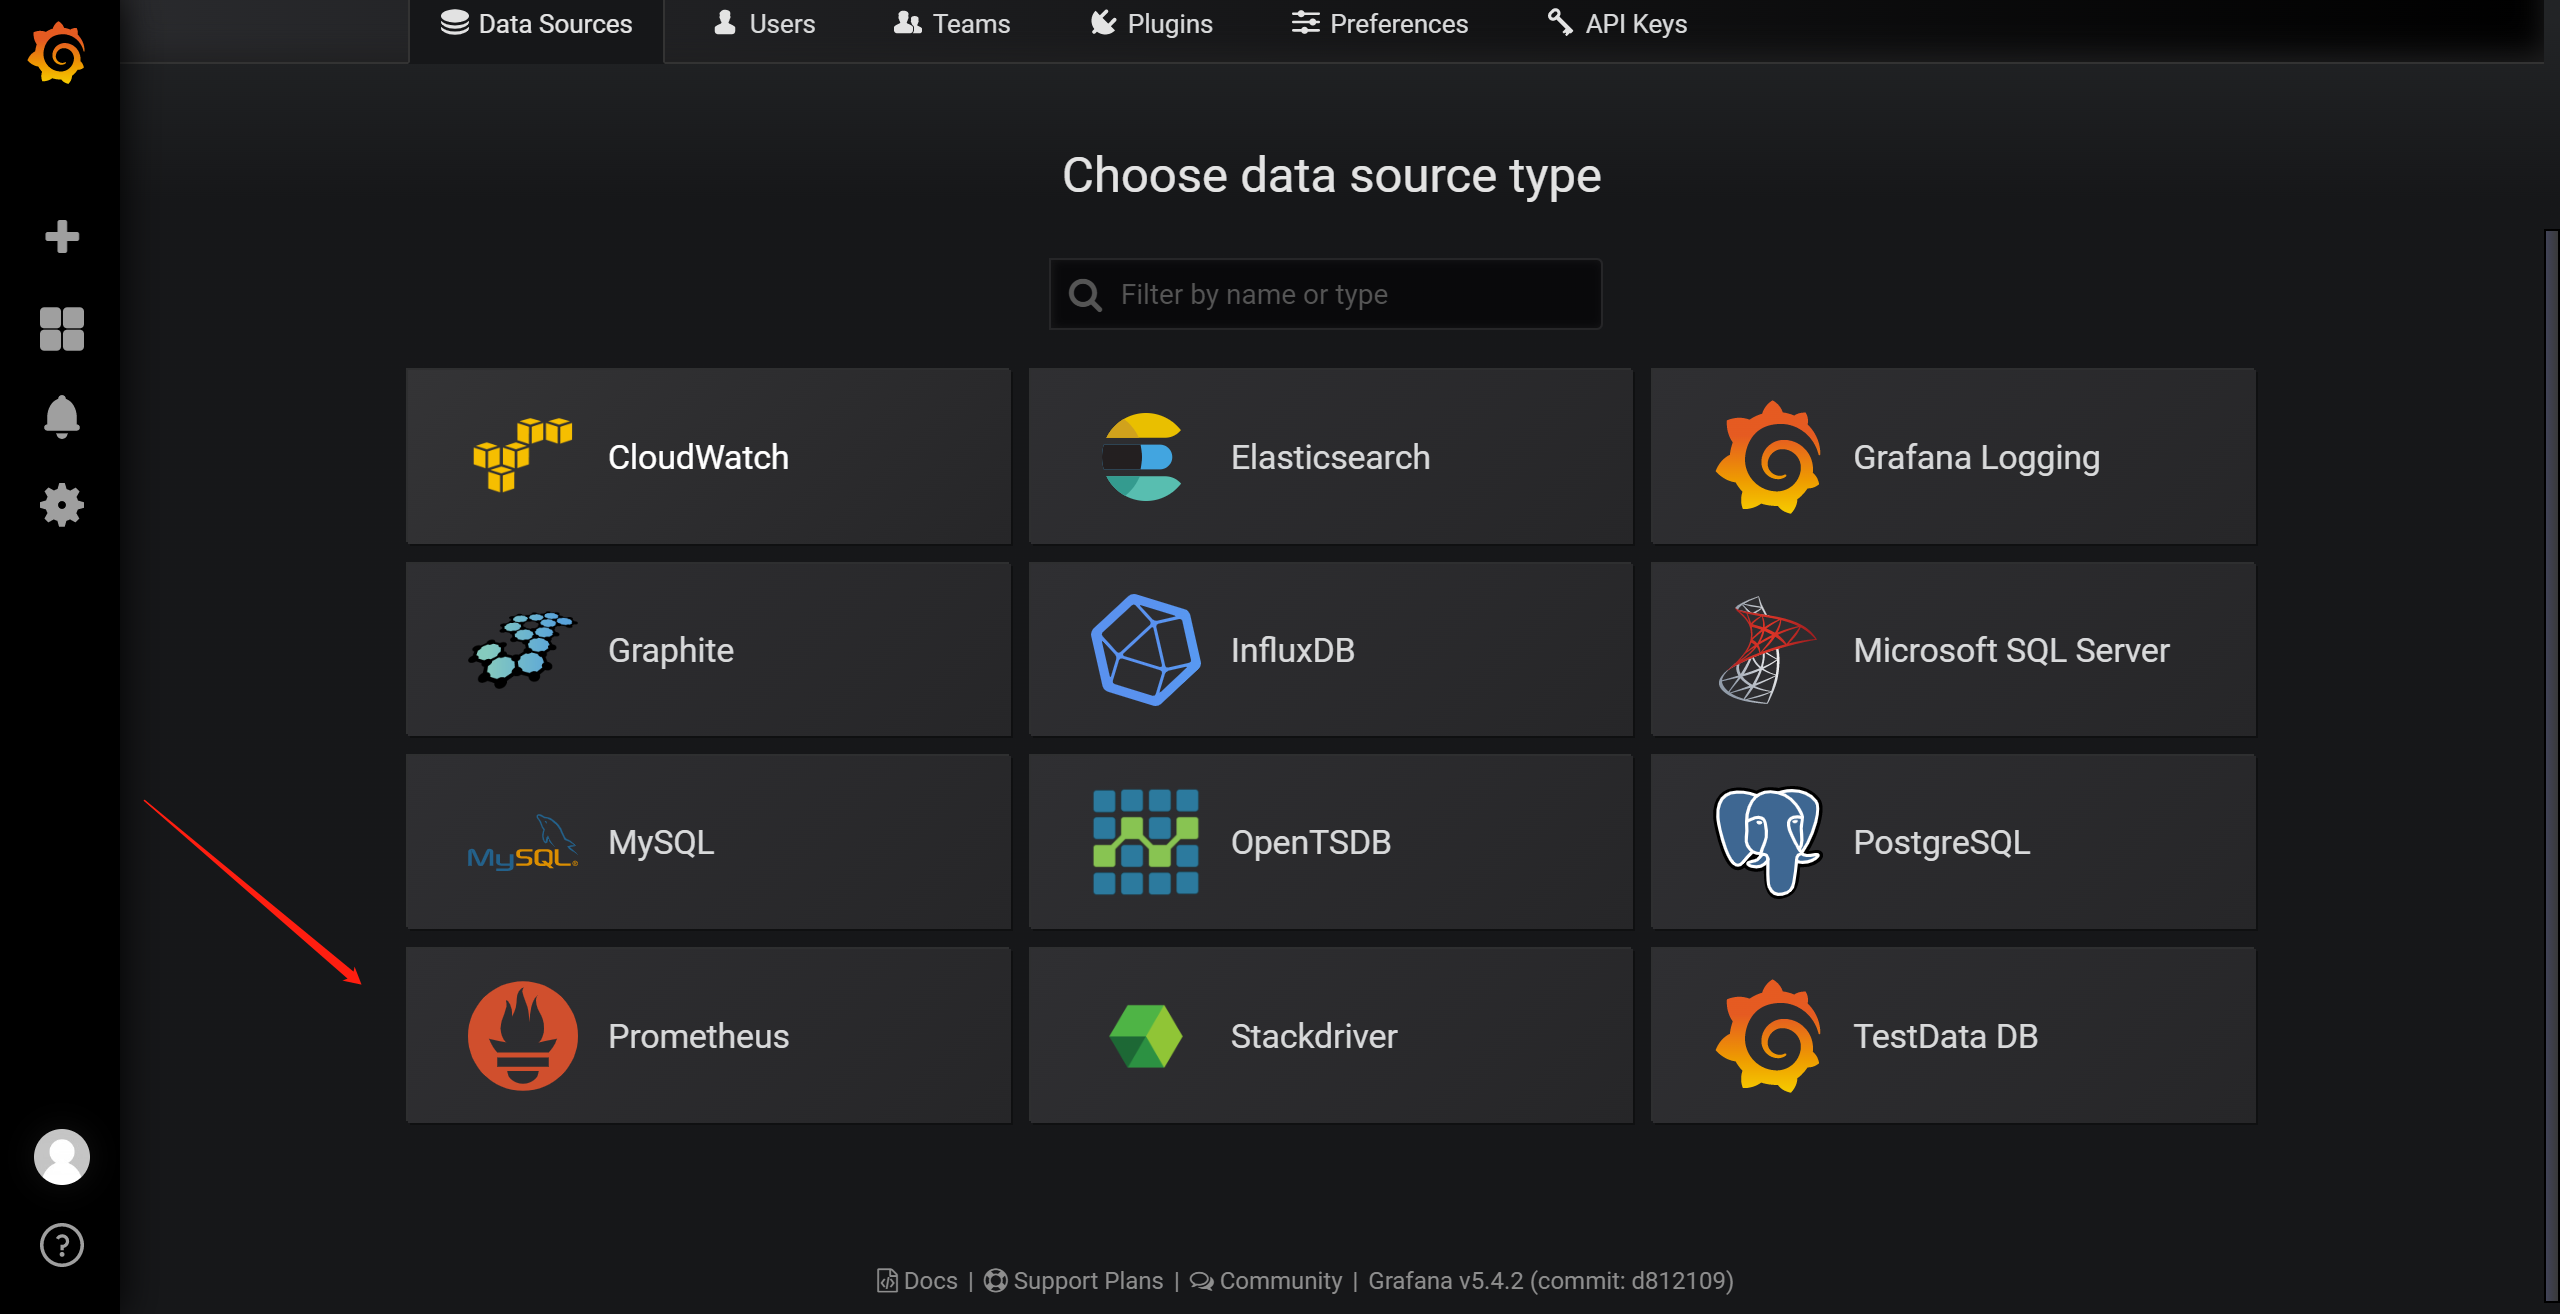 Data Sources
Users
Teams
Plugins
Preferences
API Keys
Choose data source type
Filter by name or type
CloudWatch
Elasticsearch
Grafana Logging
Graphite
InfluxDB
Microsoft SQL Server
MySQL
MySQL
OpenTSDB
PostgreSQL
Prometheus
Stackdriver
TestData DB
Docs | Support Plans | Community | Grafana v5.4.2 (commit: d812109)